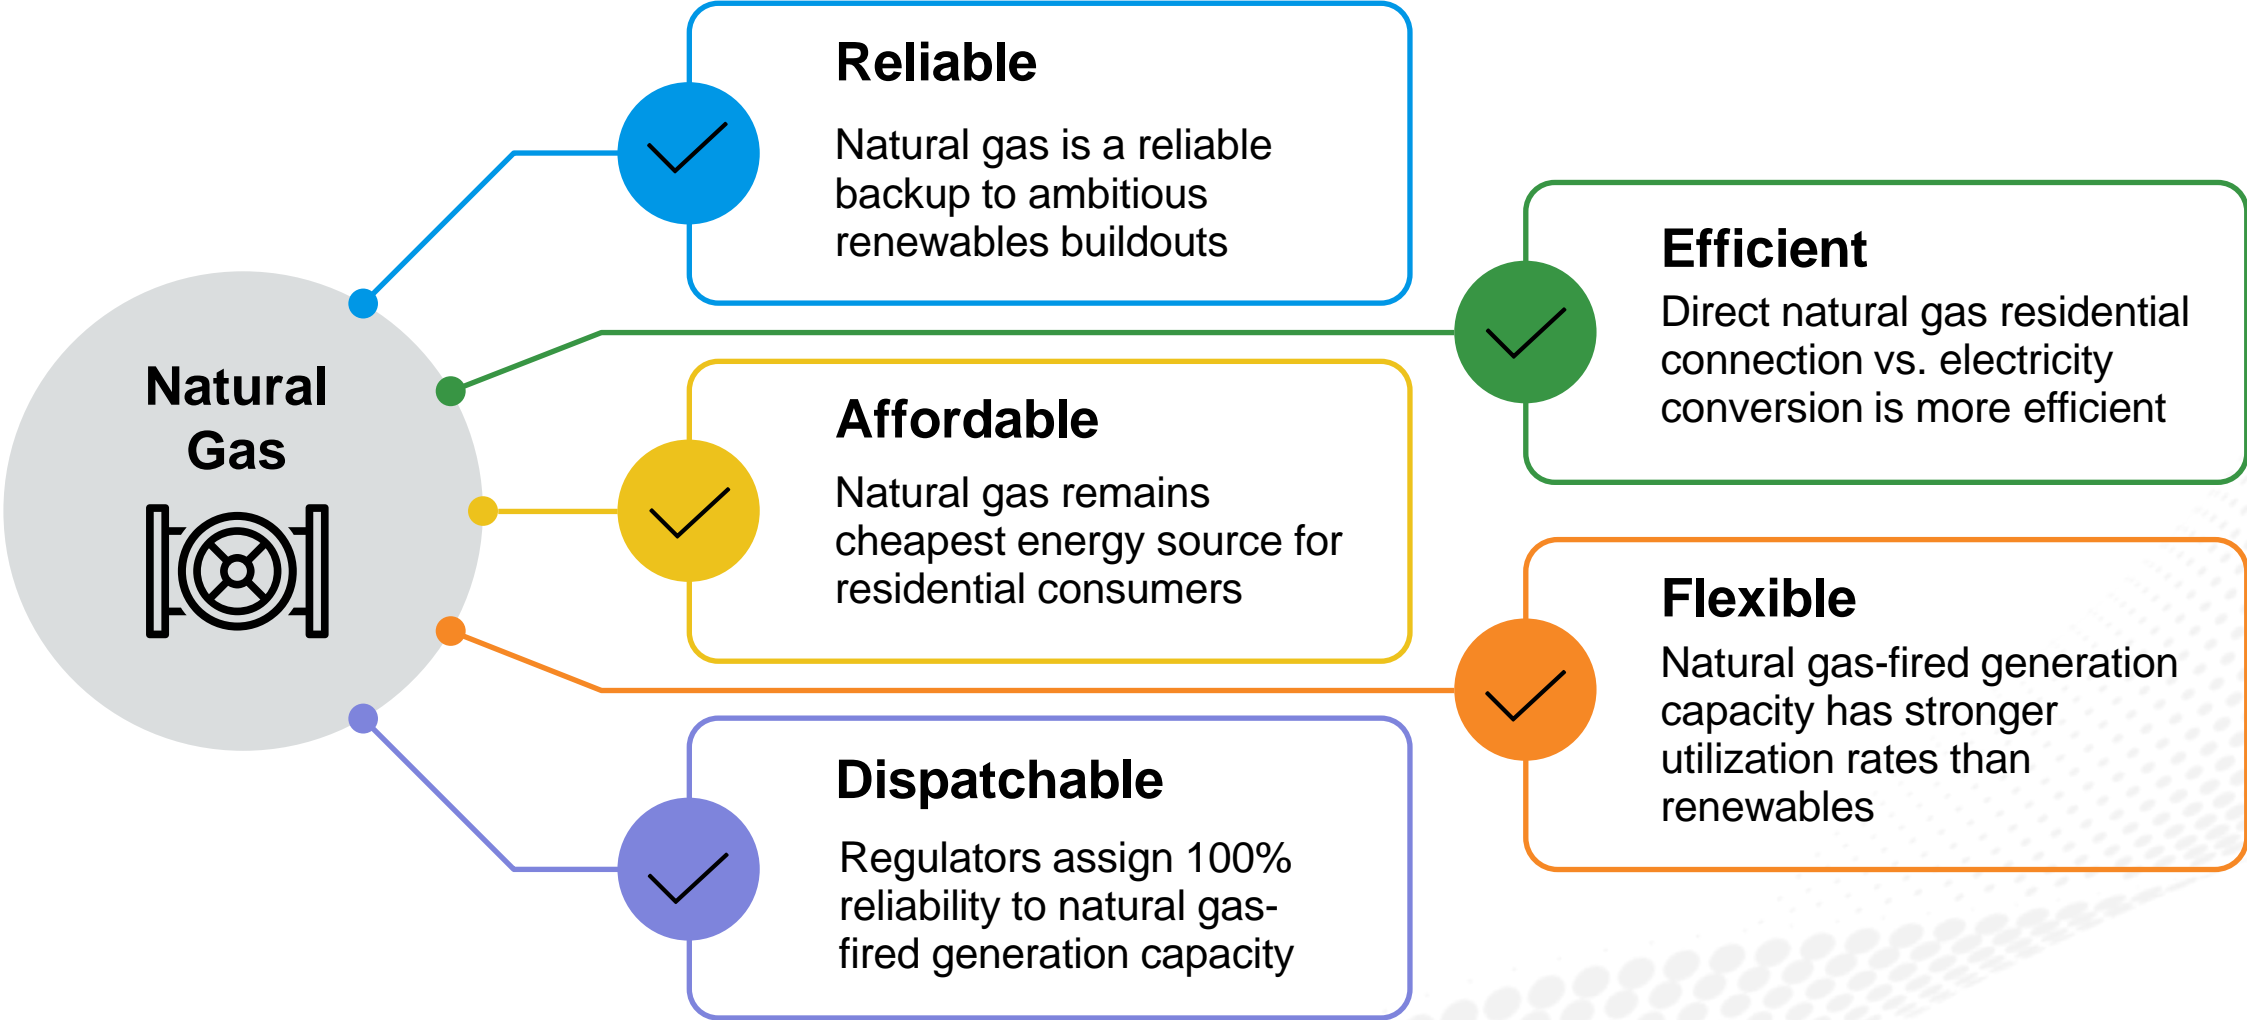 Natural
Gas
Reliable
Natural gas is a reliable
backup to ambitious
renewables buildouts
Efficient
Direct natural gas residential
connection vs. electricity
conversion is more efficient
Affordable
Natural gas remains
cheapest energy source for
residential consumers
Flexible
Natural gas-fired generation
capacity has stronger
utilization rates than
renewables
Dispatchable
Regulators assign 100%
reliability to natural gas-
fired generation capacity